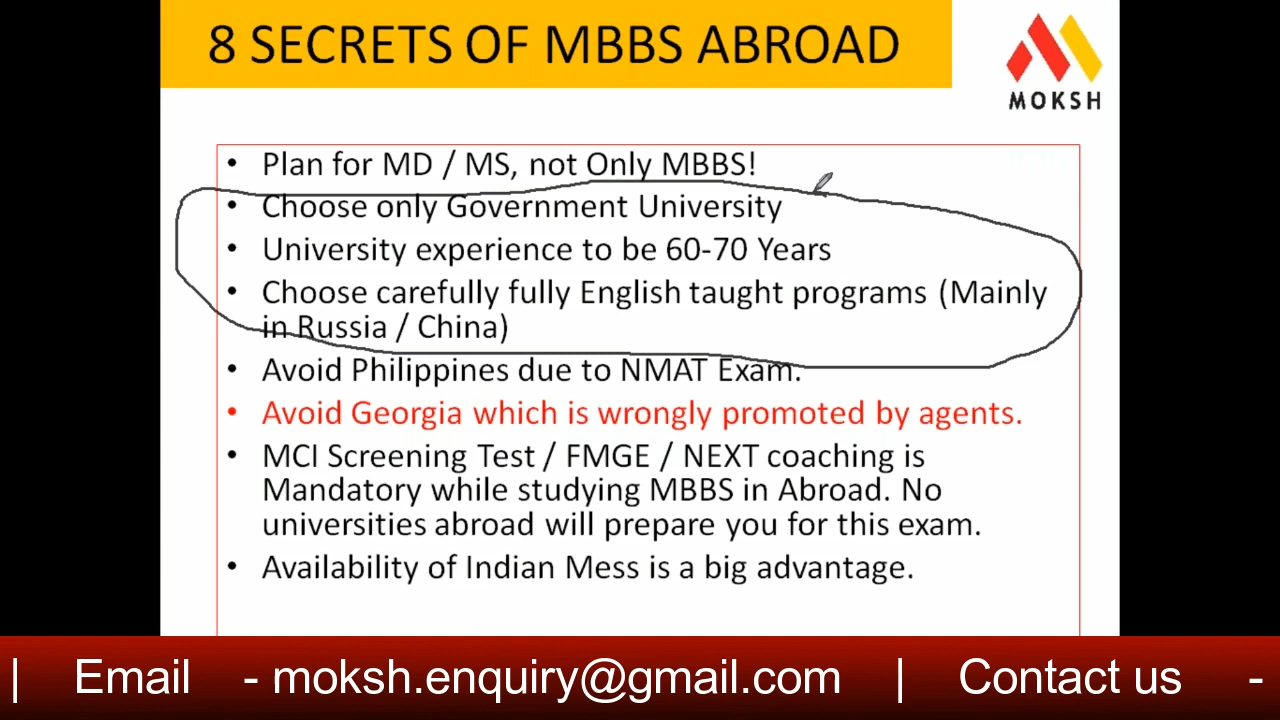 8 SECRETS OF MBBS ABROAD
MOKSH
• Plan for MD / MS, not Only MBBS!
• Choose only Government University
• University experience to be 60-70 Years
• Choose carefully fully English taught programs (Mainly
in Russia / China)
• Avoid Philippines due to NMAT Exam.
• Avoid Georgia which is wrongly promoted by agents.
• MCI Screening Test / FMGE / NEXT coaching is
Mandatory while studying MBBS in Abroad. No
universities abroad will prepare you for this exam.
• Availability of Indian Mess is a big advantage.
| Email - moksh.enquiry@gmail.com | Contact us -